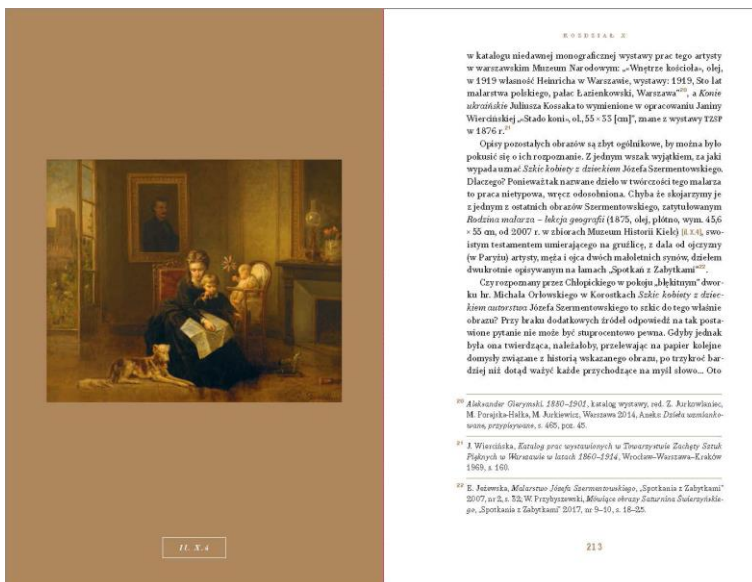 Il. X.4
ROZDZIAŁ X
w katalogu niedawnej monograficznej wystawy prac tego artysty
w warszawskim Muzeum Narodowym: „»Wnętrze kościoła«, olej,
w 1919 własność Heinricha w Warszawie, wystawy: 1919, Sto lat
malarstwa polskiego, pałac Łazienkowski, Warszawa”20, a Konie
ukraińskie Juliusza Kossaka to wymienione w opracowaniu Janiny
Wiercińskiej „»Stado koni«, ol., 55 × 33 [cm]”, znane z wystawy TZSP
w 1876 r.21
Opisy pozostałych obrazów są zbyt ogólnikowe, by można było
pokusić się o ich rozpoznanie. Z jednym wszak wyjątkiem, za jaki
wypada uznać Szkic kobiety z dzieckiem Józefa Szermentowskiego.
Dlaczego? Ponieważ tak nazwane dzieło w twórczości tego malarza
to praca nietypowa, wręcz odosobniona. Chyba że skojarzymy je
z jednym z ostatnich obrazów Szermentowskiego, zatytułowanym
Rodzina malarza – lekcja geografii (1875, olej, płótno, wym. 45,6
× 55 cm, od 2007 r. w zbiorach Muzeum Historii Kielc) [il. X.4], swo-
istym testamentem umierającego na gruźlicę, z dala od ojczyzny
(w Paryżu) artysty, męża i ojca dwóch małoletnich synów, dziełem
dwukrotnie opisywanym na łamach „Spotkań z Zabytkami”22.
Czy rozpoznany przez Chłopickiego w pokoju „błękitnym” dwor-
ku hr. Michała Orłowskiego w Korostkach Szkic kobiety z dziec-
kiem autorstwa Józefa Szermentowskiego to szkic do tego właśnie
obrazu? Przy braku dodatkowych źródeł odpowiedź na tak posta-
wione pytanie nie może być stuprocentowo pewna. Gdyby jednak
była ona twierdząca, należałoby, przelewając na papier kolejne
domysły związane z historią wskazanego obrazu, po trzykroć bar-
dziej niż dotąd ważyć każde przychodzące na myśl słowo... Oto
20 Aleksander Gierymski. 1850–1901, katalog wystawy, red. Z. Jurkowlaniec,
M. Porajska-Hałka, M. Jurkiewicz, Warszawa 2014, Aneks: Dzieła wzmianko-
wane, przypisywane, s. 465, poz. 45.
21 J. Wiercińska, Katalog prac wystawionych w Towarzystwie Zachęty Sztuk
Pięknych w Warszawie w latach 1860–1914, Wrocław–Warszawa–Kraków
1969, s. 160.
22 E. Jeżewska, Malarstwo Józefa Szermentowskiego, „Spotkania z Zabytkami”
2007, nr 2, s. 32; W. Przybyszewski, Mówiące obrazy Saturnina Świerzyńskie-
go, „Spotkania z Zabytkami” 2017, nr 9–10, s. 18–25.
213